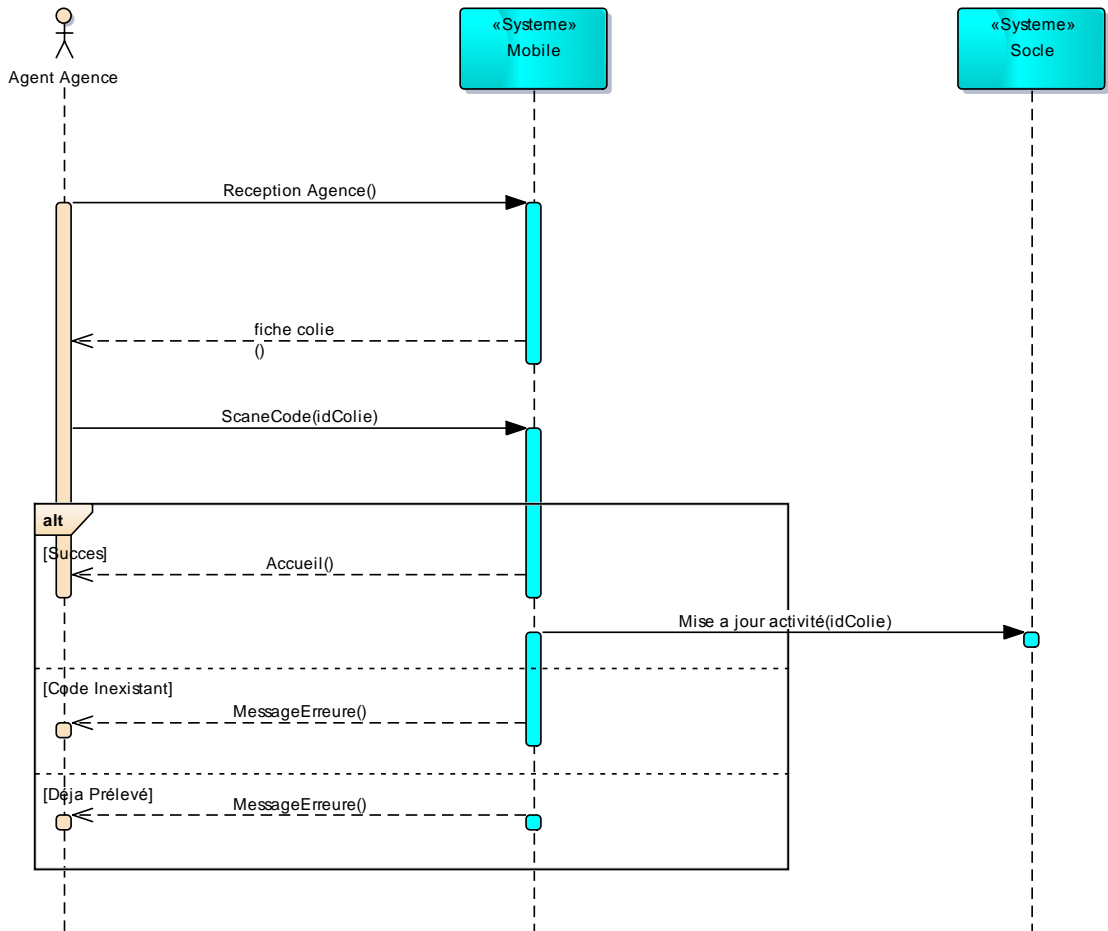 «Systeme»
Mobile
«Systeme»
Socle
Agent Agence
Reception Agence()
fiche colie
()
ScaneCode(idColie)
alt
[Succes]
Accueil()
Mise a jour activité(idColie)
[Code Inexistant]
MessageErreure()
[Déja Prélevé]
MessageErreure()